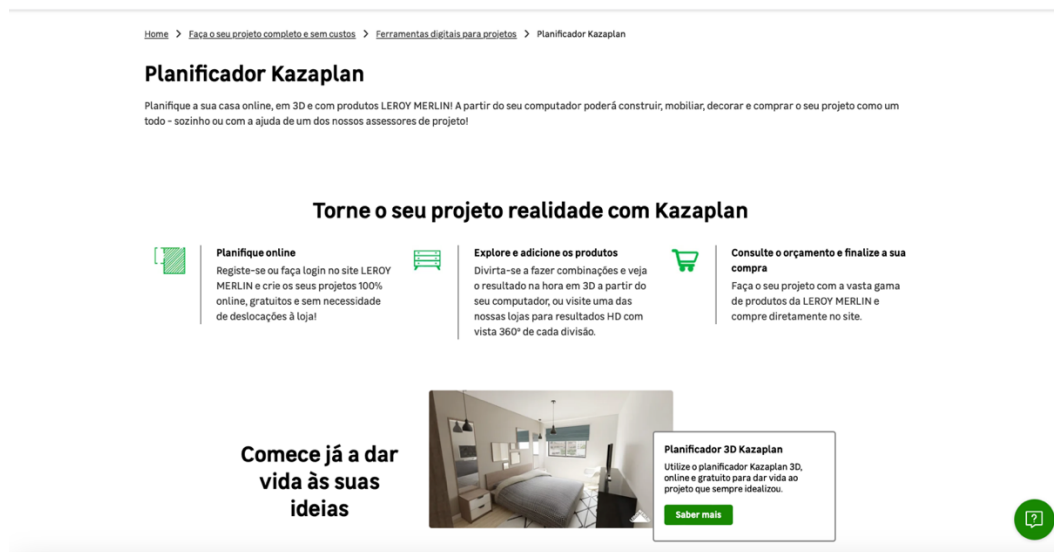 Home > Faça o seu projeto completo e sem custos > Ferramentas digitais para projetos > Planificador Kazaplan
Planificador Kazaplan
Planifique a sua casa online, em 3D e com produtos LEROY MERLIN! A partir do seu computador poderá construir, mobiliar, decorar e comprar o seu projeto como um
todo - sozinho ou com a ajuda de um dos nossos assessores de projeto!
Torne o seu projeto realidade com Kazaplan
Planifique online
Registe-se ou faça login no site LEROY
MERLIN e crie os seus projetos 100%
online, gratuitos e sem necessidade
de deslocações à loja!
Explore e adicione os produtos
Divirta-se a fazer combinações e veja
o resultado na hora em 3D a partir do
seu computador, ou visite uma das
nossas lojas para resultados HD com
vista 360º de cada divisão.
Consulte o orçamento e finalize a sua
compra
Faça o seu projeto com a vasta gama
de produtos da LEROY MERLIN e
compre diretamente no site.
Comece já a dar
vida às suas
ideias
Planificador 3D Kazaplan
Utilize o planificador Kazaplan 3D,
online e gratuito para dar vida ao
projeto que sempre idealizou.
Saber mais